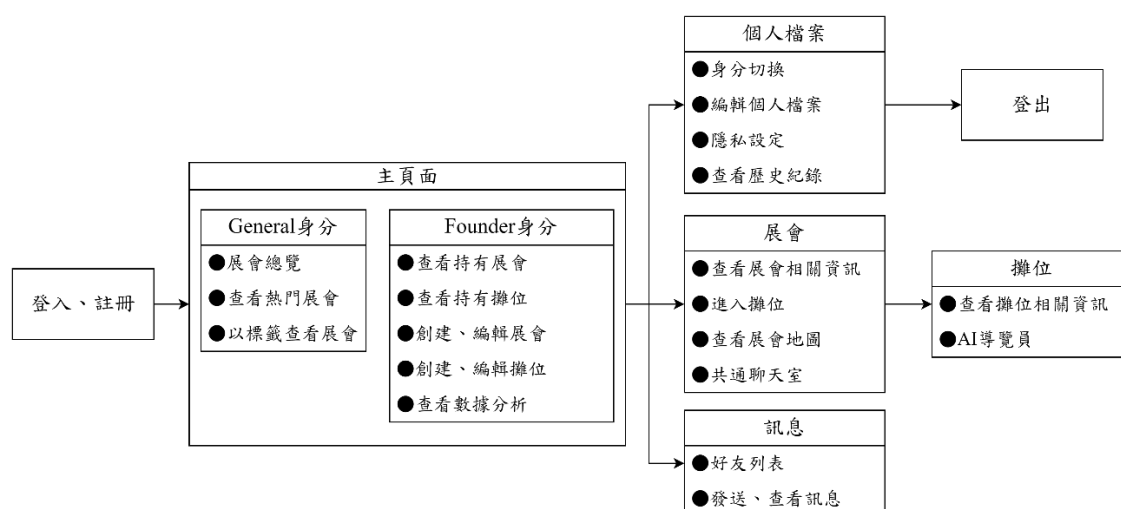 登入、註冊
主頁面
General身分
●展會總覽
●查看熱門展會
●以標籤查看展會
Founder身分
●查看持有展會
●查看持有攤位
●創建、編輯展會
●創建、編輯攤位
●查看數據分析
個人檔案
●身分切換
●編輯個人檔案
●隱私設定
●查看歷史紀錄
登出
展會
●查看展會相關資訊
●進入攤位
●查看展會地圖
●共通聊天室
攤位
●查看攤位相關資訊
●AI導覽員
訊息
●好友列表
●發送、查看訊息